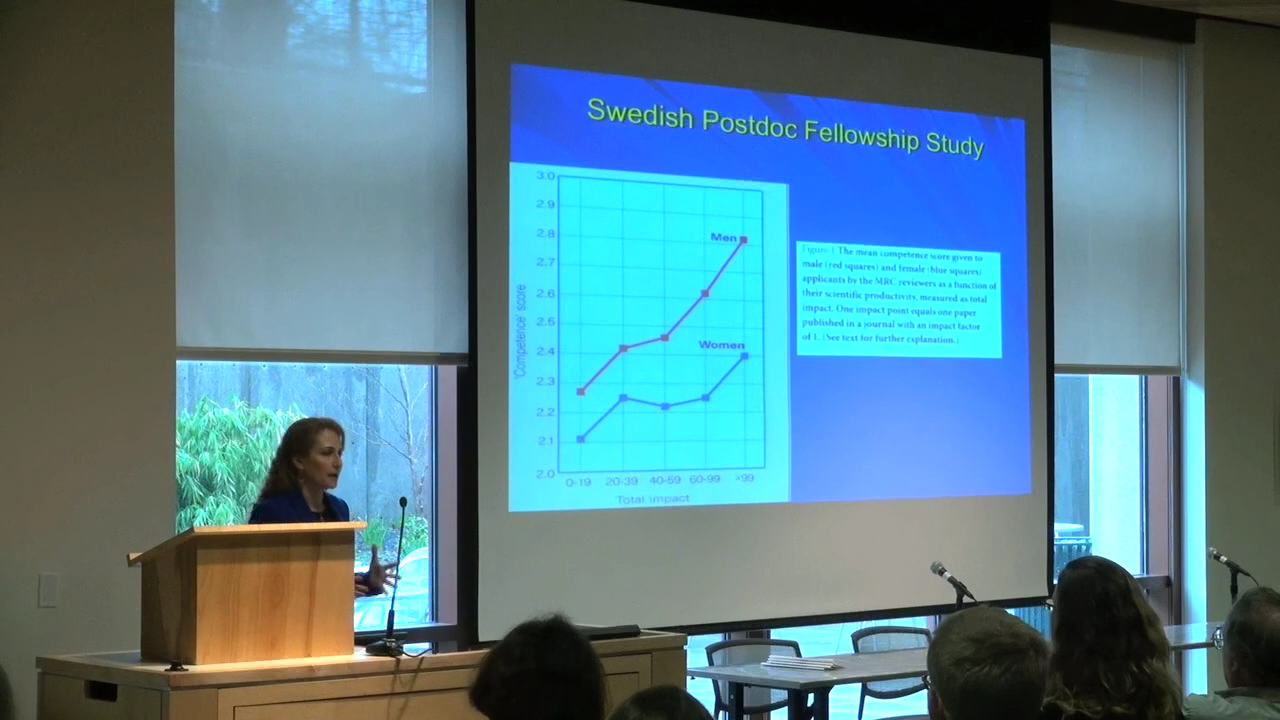 Swedish Postdoc Fellowship Study
3.0
2.9
2.8
2.7
2.6
2.5
2.4
2.3
2.2
2.1
2.0
'Competence' score
Men
Women
0-19 20-39 40-59 60-99 >99
Total impact
Figure 1 The mean competence score given to
male (red squares) and female (blue squares)
applicants by the MRC reviewers as a function of
their scientific productivity, measured as total
impact. One impact point equals one paper
published in a journal with an impact factor
of 1. (See text for further explanation.)